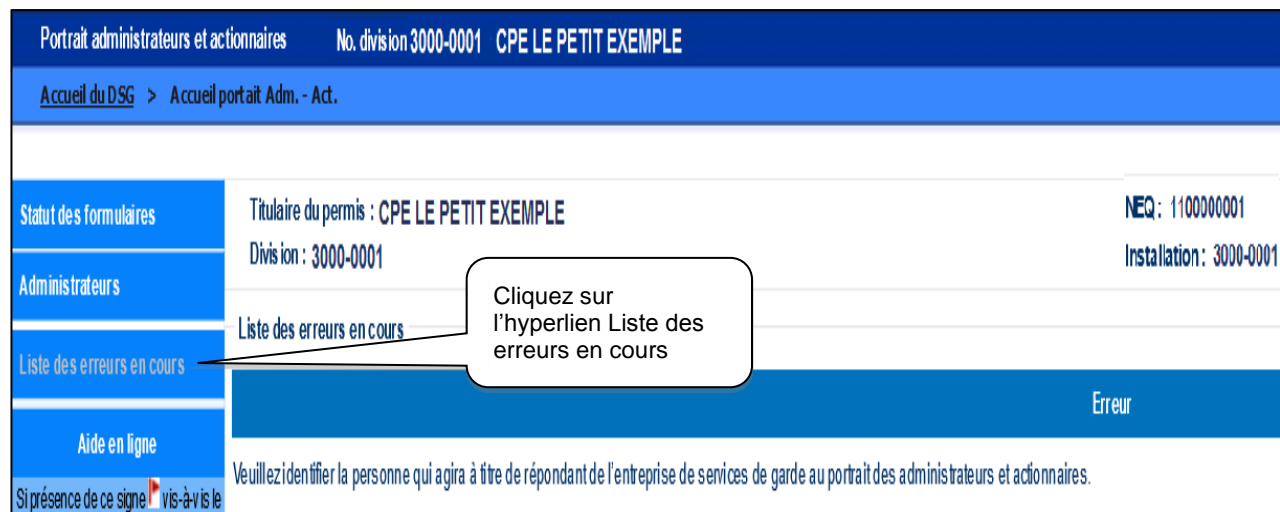 Portrait administrateurs et actionnaires No. division 3000-0001 CPE LE PETIT EXEMPLE
Accueil du DSG > Accueil portait Adm. - Act.
Statut des formulaires
Administrateurs
Liste des erreurs en cours
Aide en ligne
Si présence de ce signe vis-à-vis le
Titulaire du permis : CPE LE PETIT EXEMPLE
NEQ : 1100000001
Division : 3000-0001
Installation : 3000-0001
Cliquez sur
l’hyperlien Liste des
erreurs en cours
Liste des erreurs en cours
Erreur
Veuillez identifier la personne qui agira à titre de répondant de l'entreprise de services de garde au portrait des administrateurs et actionnaires.